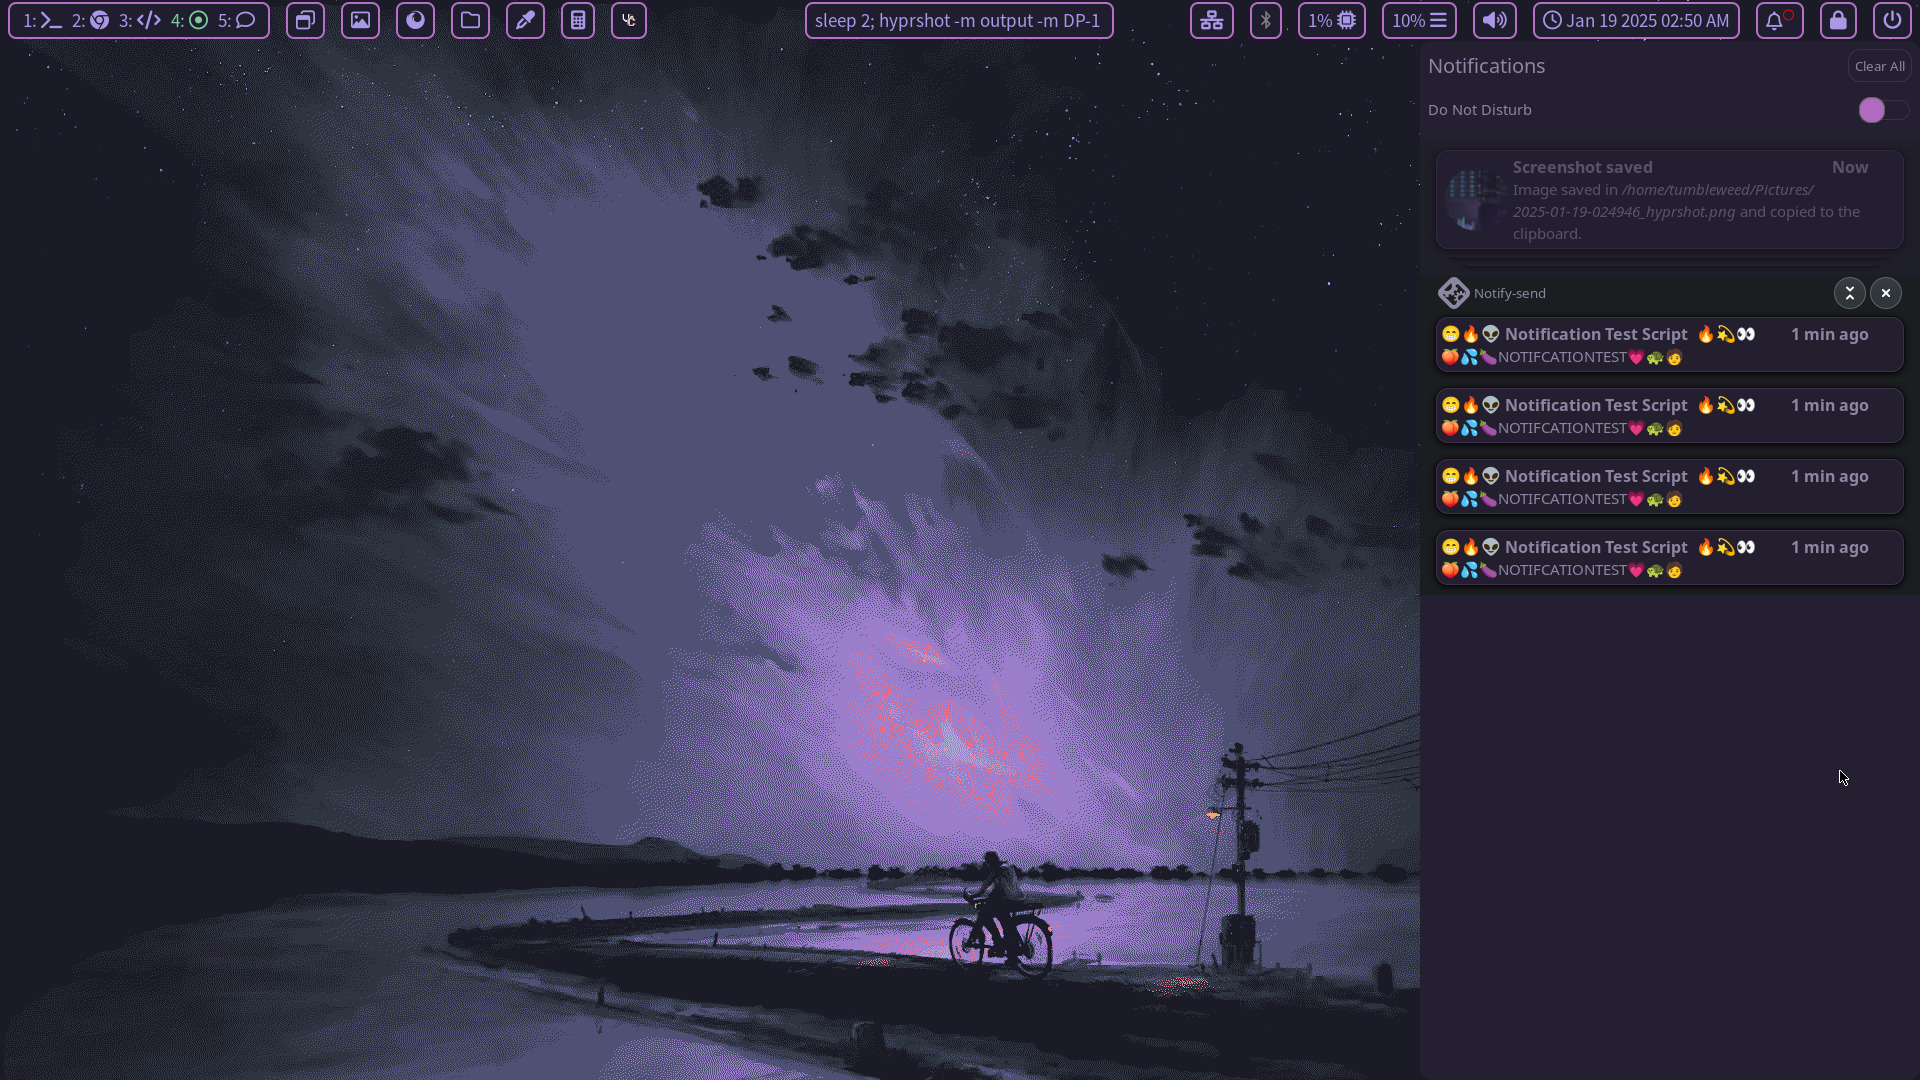 1: 2: 3: </> 4: 5:
sleep 2; hyprshot -m output -m DP-1
1%
10%
Jan 19 2025 02:50 AM
Notifications
Clear All
Do Not Disturb
Screenshot saved Now
Image saved in /home/tumbleweed/Pictures/
2025-01-19-024946_hyprshot.png and copied to the
clipboard.
Notify-send
😁🔥👽 Notification Test Script 🔥💫👀 1 min ago
🍑💦🍆NOTIFCATIONTEST💗🐢🧑
😁🔥👽 Notification Test Script 🔥💫👀 1 min ago
🍑💦🍆NOTIFCATIONTEST💗🐢🧑
😁🔥👽 Notification Test Script 🔥💫👀 1 min ago
🍑💦🍆NOTIFCATIONTEST💗🐢🧑
😁🔥👽 Notification Test Script 🔥💫👀 1 min ago
🍑💦🍆NOTIFCATIONTEST💗🐢🧑